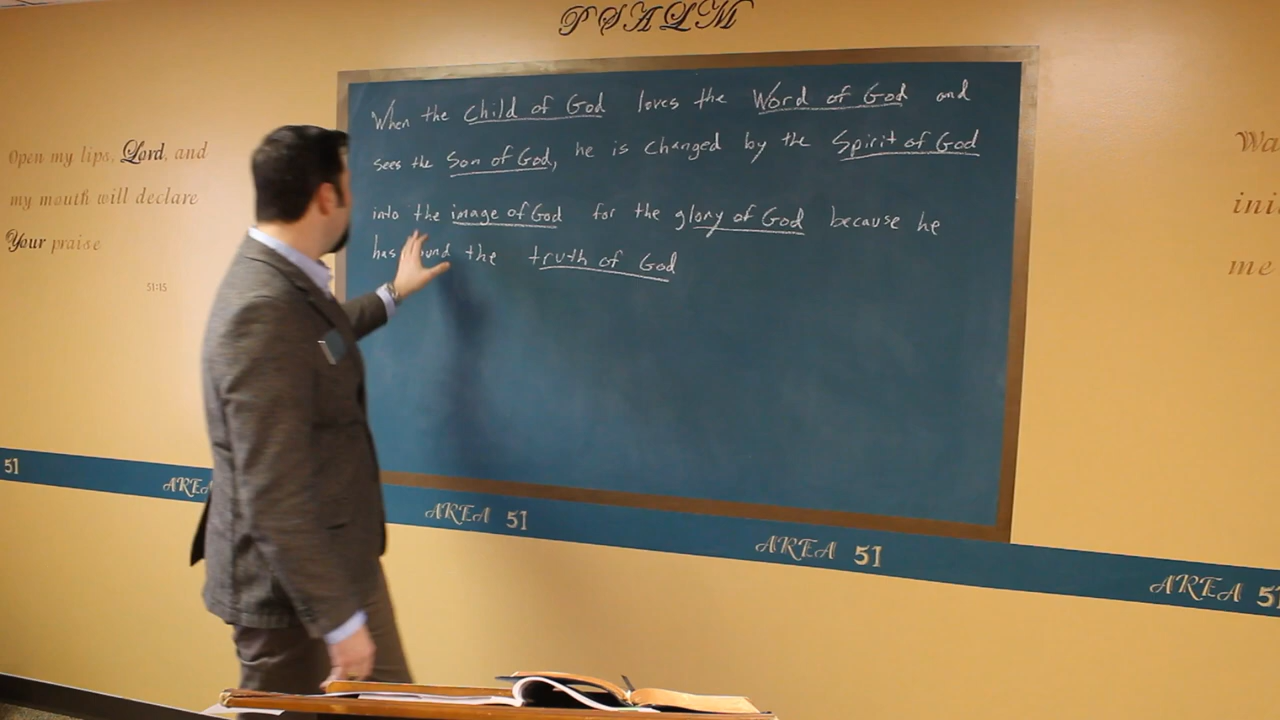 PSALM
Open my lips, Lord, and
my mouth will declare
Your praise
51:15
When the Child of God loves the Word of God and
sees the Son of God, he is changed by the Spirit of God
into the image of God for the glory of God because he
has the truth of God
Wa
ini
me
51
AREA
AREA 51
AREA 51
AREA 51